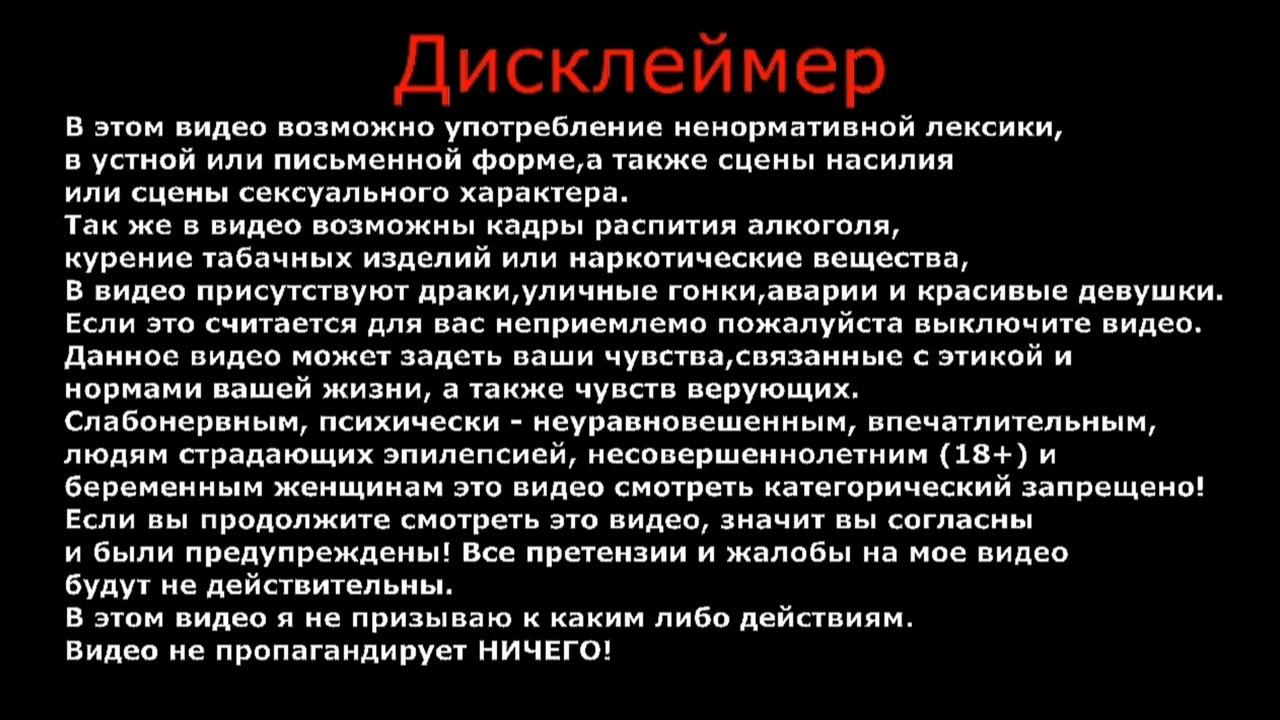 Дисклеймер
В этом видео возможно употребление ненормативной лексики,
в устной или письменной форме,а также сцены насилия
или сцены сексуального характера.
Так же в видео возможны кадры распития алкоголя,
курение табачных изделий или наркотические вещества,
В видео присутствуют драки,уличные гонки,аварии и красивые девушки.
Если это считается для вас неприемлемо пожалуйста выключите видео.
Данное видео может задеть ваши чувства,связанные с этикой и
нормами вашей жизни, а также чувств верующих.
Слабонервным, психически - неуравновешенным, впечатлительным,
людям страдающих эпилепсией, несовершеннолетним (18+) и
беременным женщинам это видео смотреть категорический запрещено!
Если вы продолжите смотреть это видео, значит вы согласны
и были предупреждены! Все претензии и жалобы на мое видео
будут не действительны.
В этом видео я не призываю к каким либо действиям.
Видео не пропагандирует НИЧЕГО!